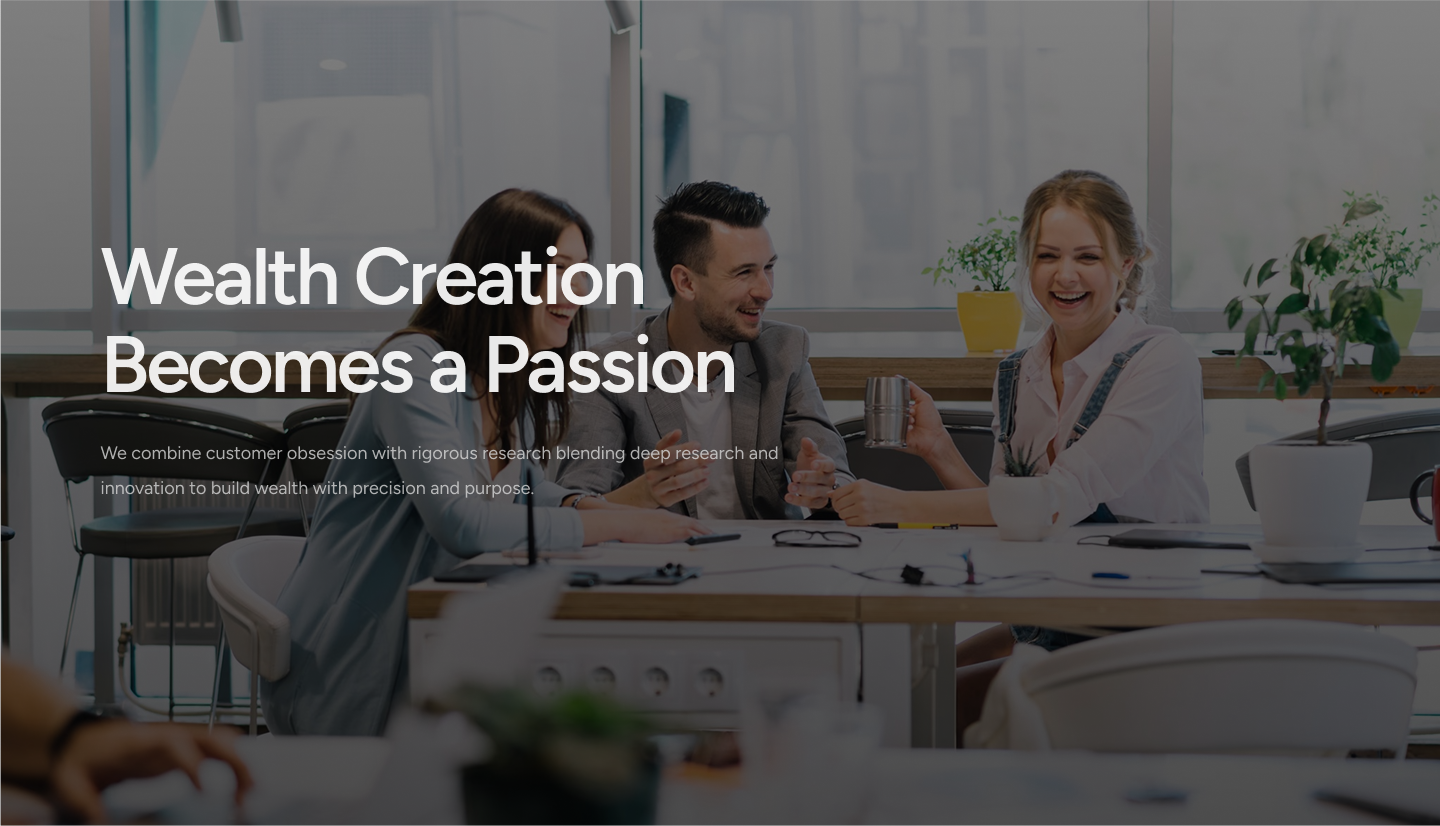 Wealth Creation
Becomes a Passion
We combine customer obsession with rigorous research blending deep research and
innovation to build wealth with precision and purpose.